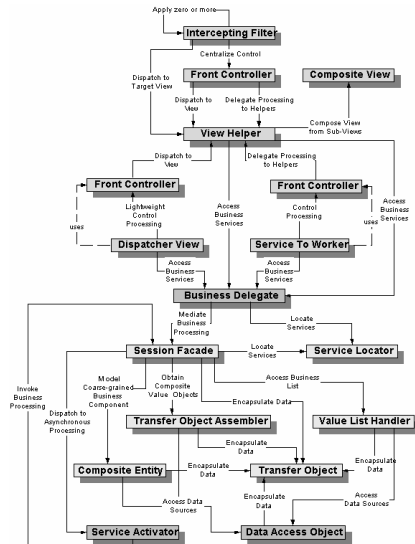 Apply zero or more
Intercepting Filter
Centralize Control
Dispatch to
Target View
Front Controller
Composite View
Dispatch to
View
Delegate Processing
to Helpers
Compose View
from Sub-Views
View Helper
Dispatch to
View
Delegate Processing
to Helpers
Front Controller
Front Controller
Lightweight
Control
Processing
Access
Business
Services
Control
Processing
Access
Business
Services
uses
uses
Dispatcher View
Service To Worker
Access
Business
Services
Access
Business
Services
Business Delegate
Mediate
Business
Processing
Locate
Services
Session Facade
Locate
Services
Service Locator
Invoke
Business
Processing
Dispatch to
Asynchronous
Processing
Model
Coarse-grained
Business
Component
Obtain
Composite
Value Objects
Access Business
List
Encapsulate Data
Transfer Object Assembler
Value List Handler
Encapsulate
Data
Encapsulate
Data
Composite Entity
Encapsulate
Data
Transfer Object
Access Data
Sources
Encapsulate
Data
Access
Data Sources
Service Activator
Data Access Object